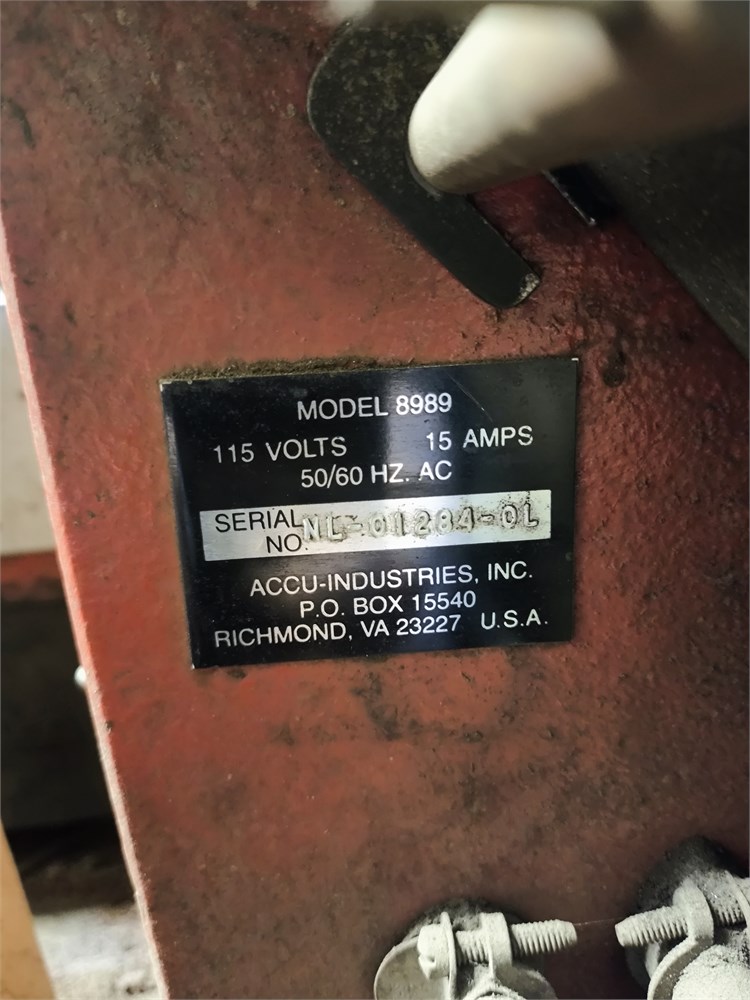 MODEL 8989
115 VOLTS 15 AMPS
50/60 HZ. AC
SERIAL NO. NL-01284-0L
ACCU-INDUSTRIES, INC.
P.O. BOX 15540
RICHMOND, VA 23227 U.S.A.